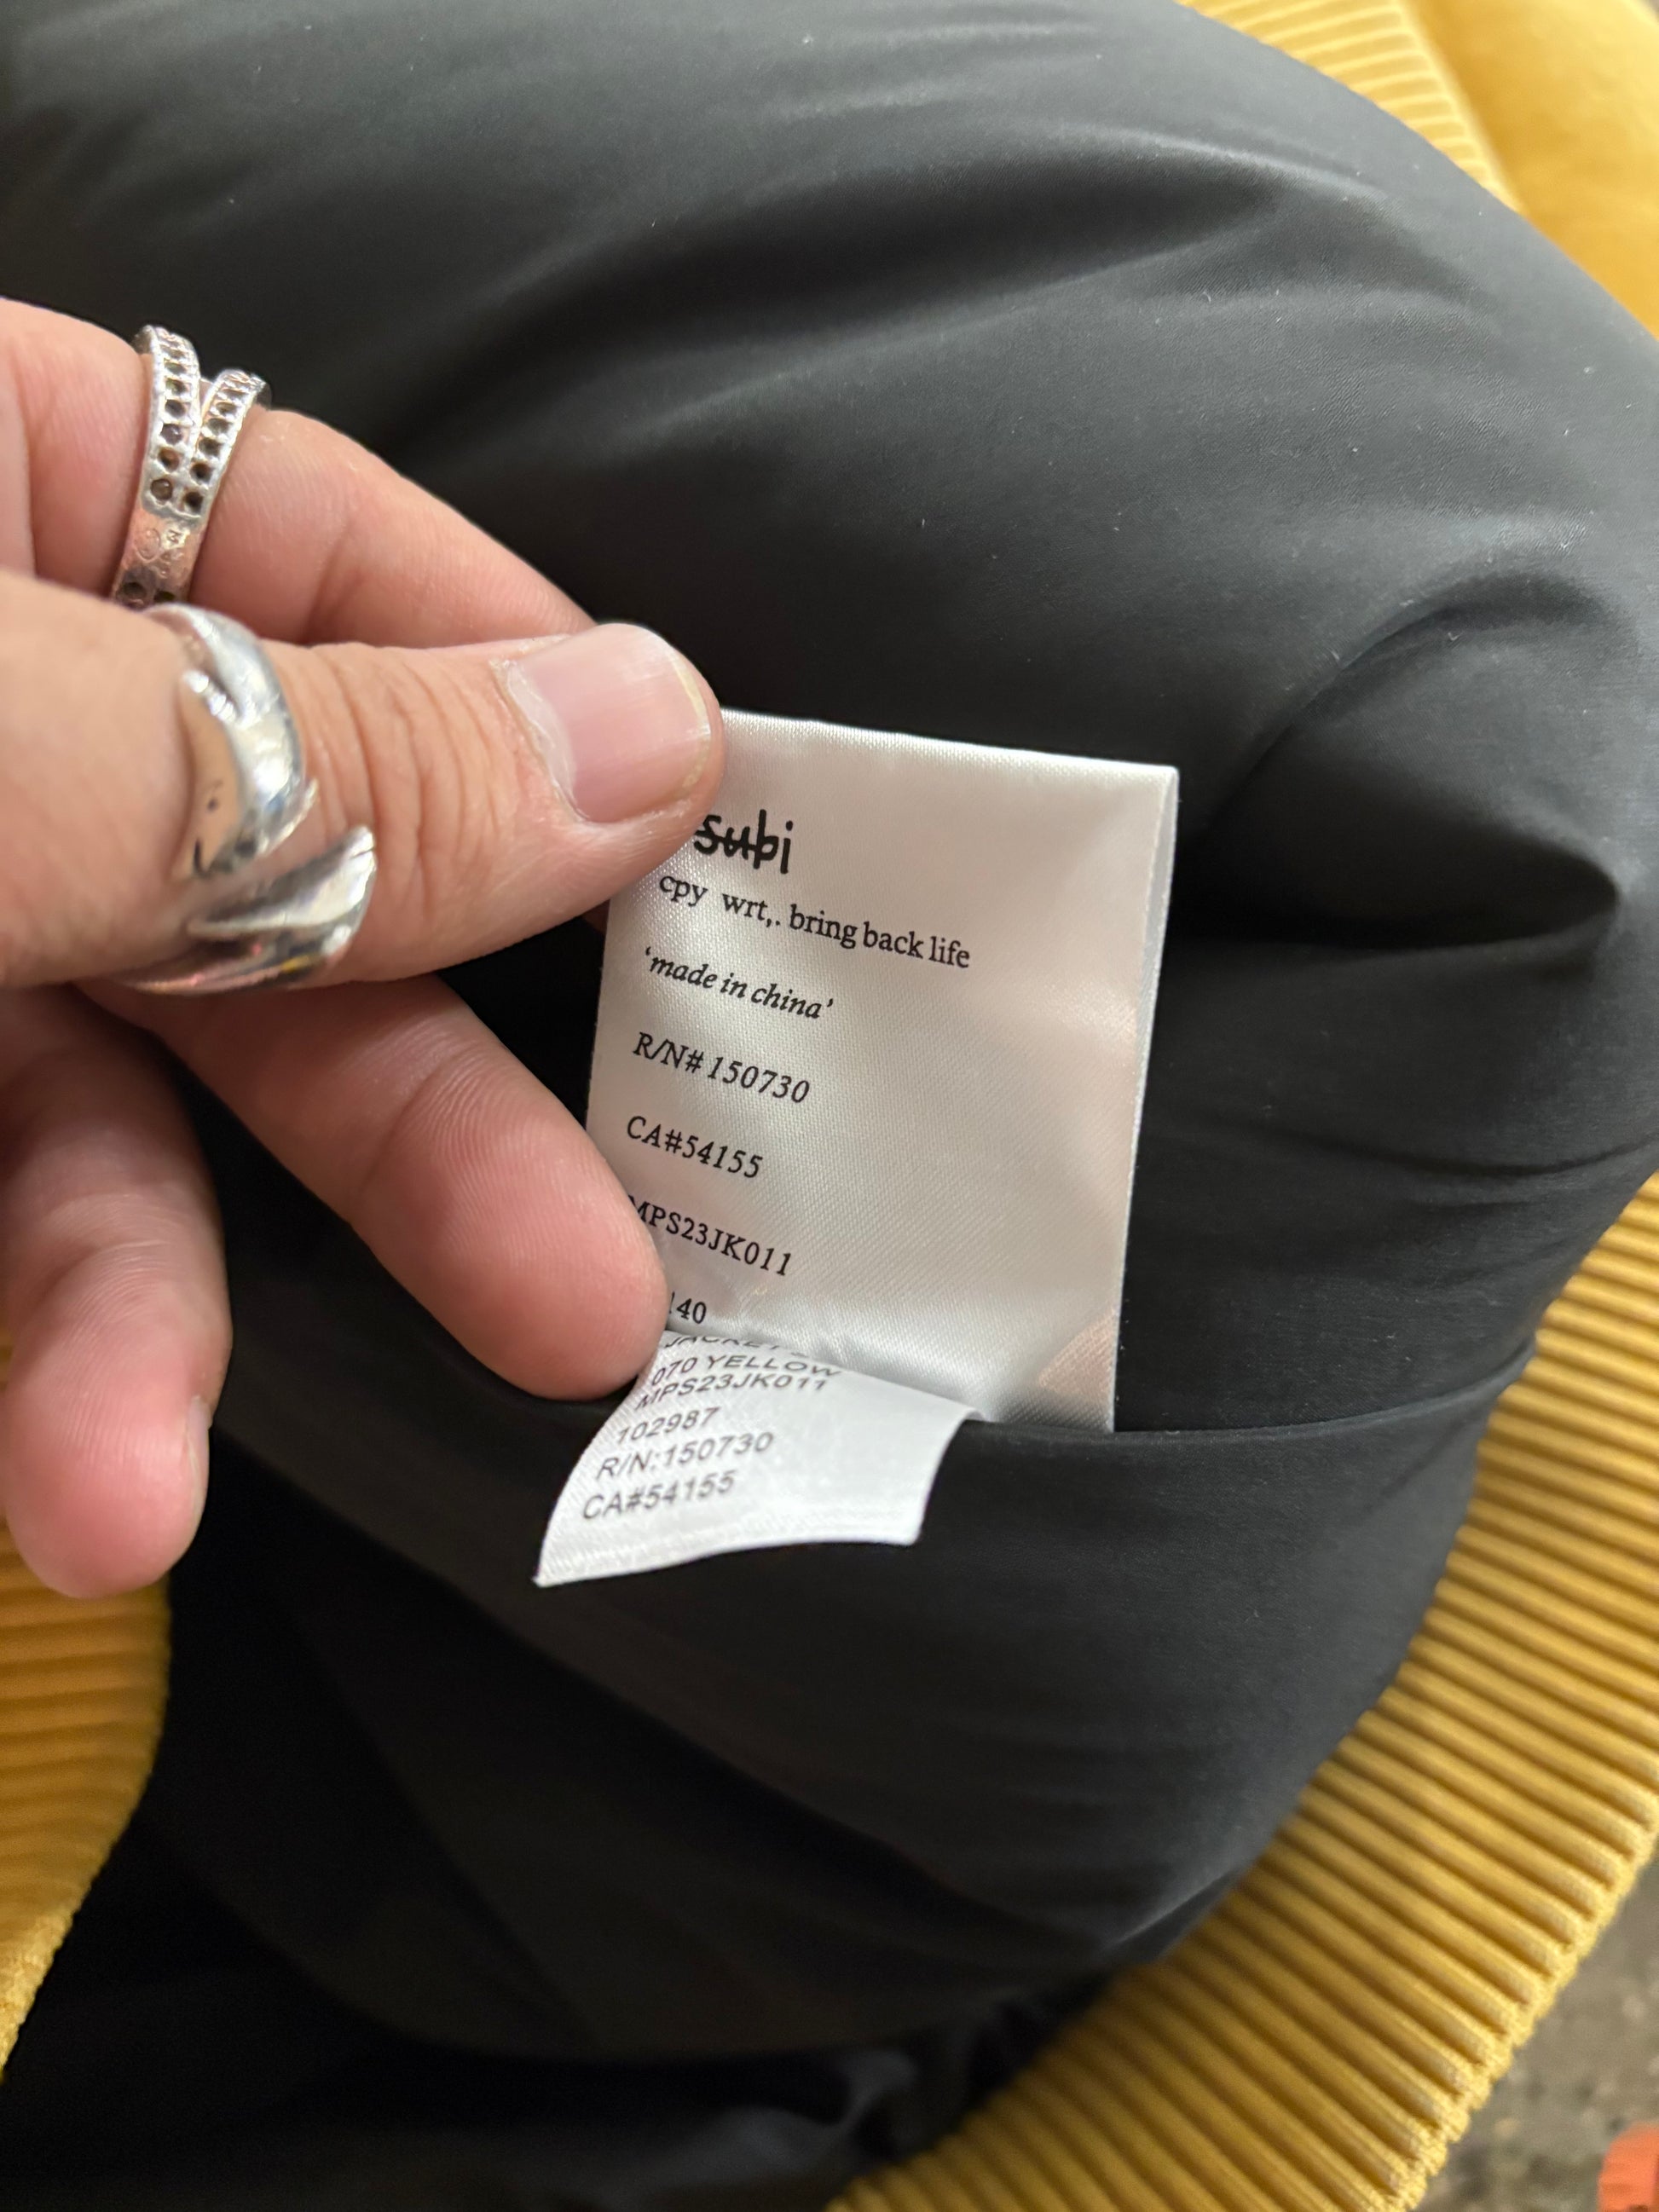 subi
cpy wrt,. bring back life
‘made in china’
R/N# 150730
CA#54155
MPS23JK011
40
070 YELLOW
MPS23JK011
102987
R/N:150730
CA#54155